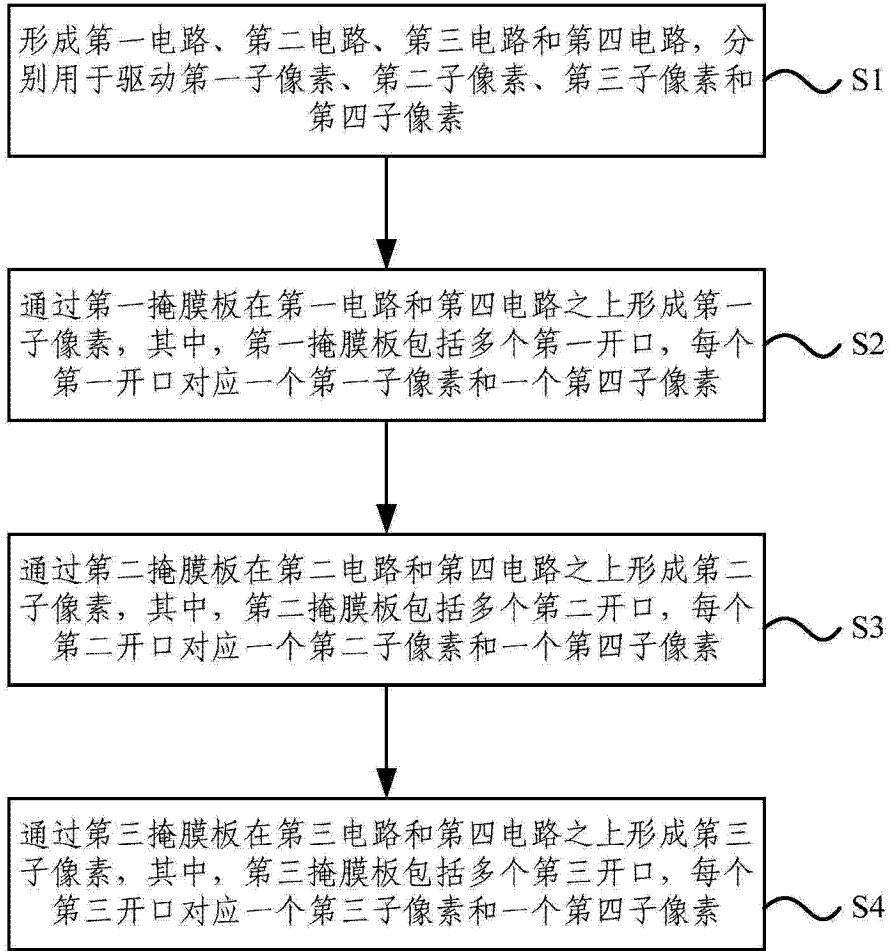 形成第一电路、第二电路、第三电路和第四电路，分
别用于驱动第一子像素、第二子像素、第三子像素和
第四子像素
S1
通过第一掩膜板在第一电路和第四电路之上形成第一
子像素，其中，第一掩膜板包括多个第一开口，每个
第一开口对应一个第一子像素和一个第四子像素
S2
通过第二掩膜板在第二电路和第四电路之上形成第二
子像素，其中，第二掩膜板包括多个第二开口，每个
第二开口对应一个第二子像素和一个第四子像素
S3
通过第三掩膜板在第三电路和第四电路之上形成第三
子像素，其中，第三掩膜板包括多个第三开口，每个
第三开口对应一个第三子像素和一个第四子像素
S4